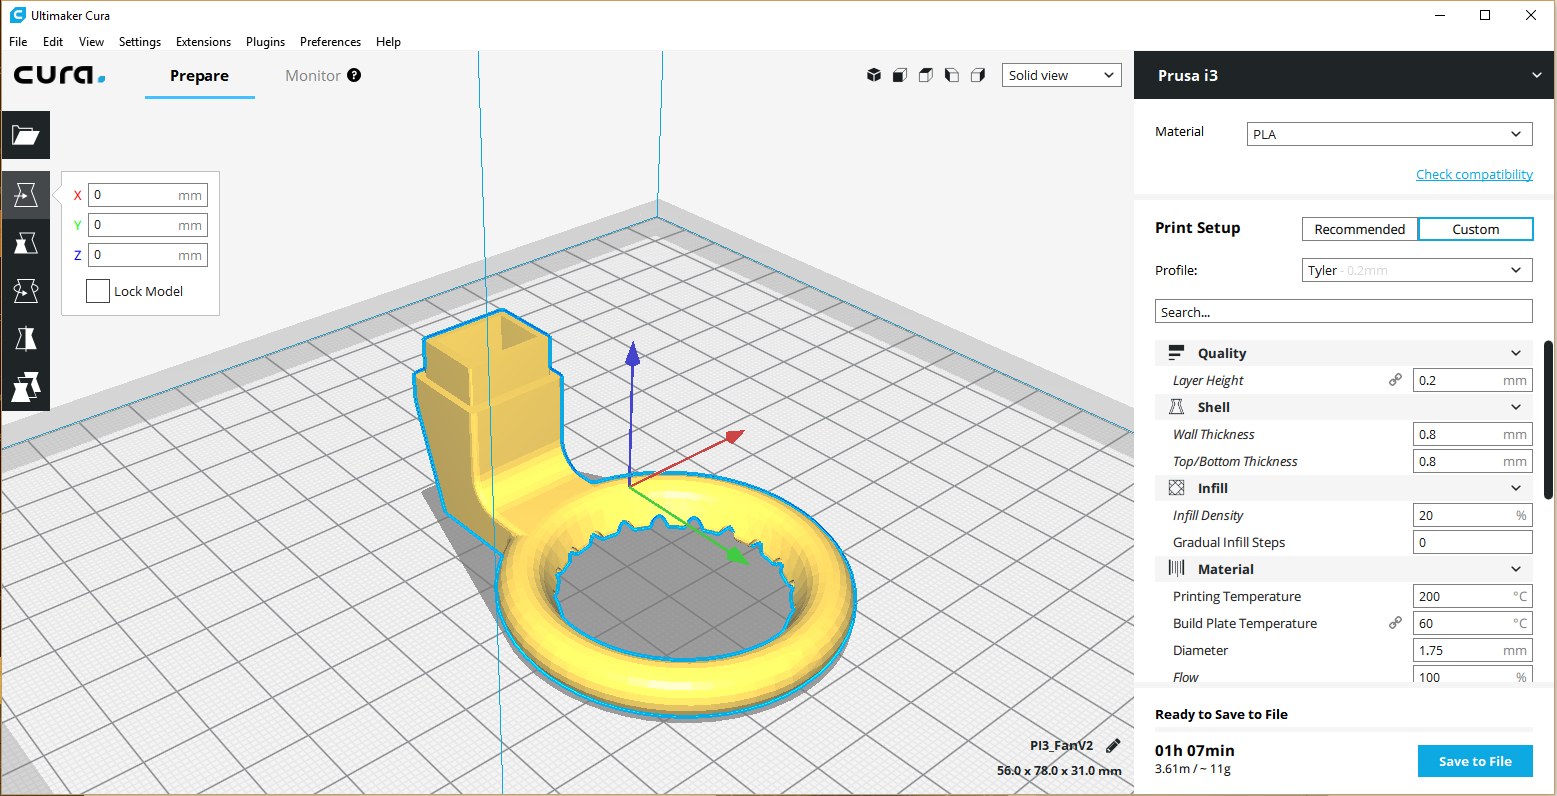 Ultimaker Cura
File Edit View Settings Extensions Plugins Preferences Help
cura.
Prepare
Monitor ?
Solid view
X 0 mm
Y 0 mm
Z 0 mm
Lock Model
PI3_FanV2
56.0 x 78.0 x 31.0 mm
Prusa i3
Material PLA
Check compatibility
Print Setup Recommended Custom
Profile: Tyler - 0.2mm
Search...
Quality
Layer Height 0.2 mm
Shell
Wall Thickness 0.8 mm
Top/Bottom Thickness 0.8 mm
Infill
Infill Density 20 %
Gradual Infill Steps 0
Material
Printing Temperature 200 °C
Build Plate Temperature 60 °C
Diameter 1.75 mm
Flow 100 %
Ready to Save to File
01h 07min
3.61m / ~ 11g
Save to File